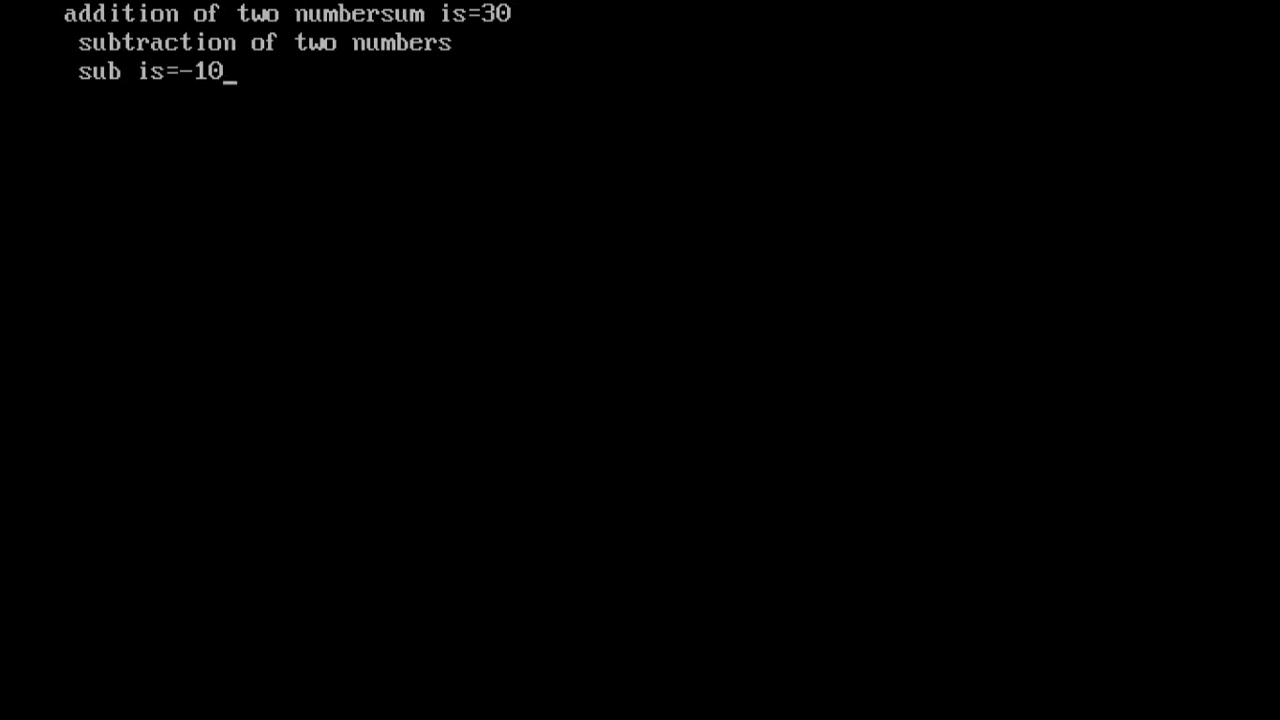 addition of two numbersum is=30
subtraction of two numbers
sub is=-10_